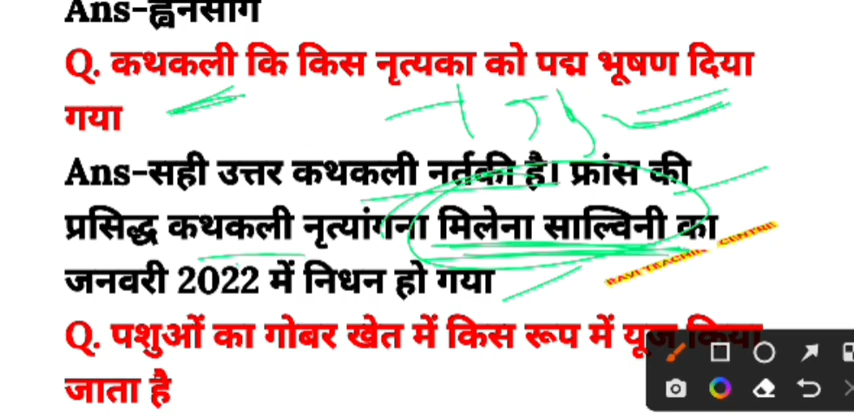 Ans-ह्वेनसांग
Q. कथकली कि किस नृत्यका को पद्म भूषण दिया
गया
Ans-सही उत्तर कथकली नर्तकी है। फ्रांस की
प्रसिद्ध कथकली नृत्यांगना मिलेना साल्विनी का
जनवरी 2022 में निधन हो गया
RAVI TEACHING CENTRE
Q. पशुओं का गोबर खेत में किस रूप में यूज किया
जाता है